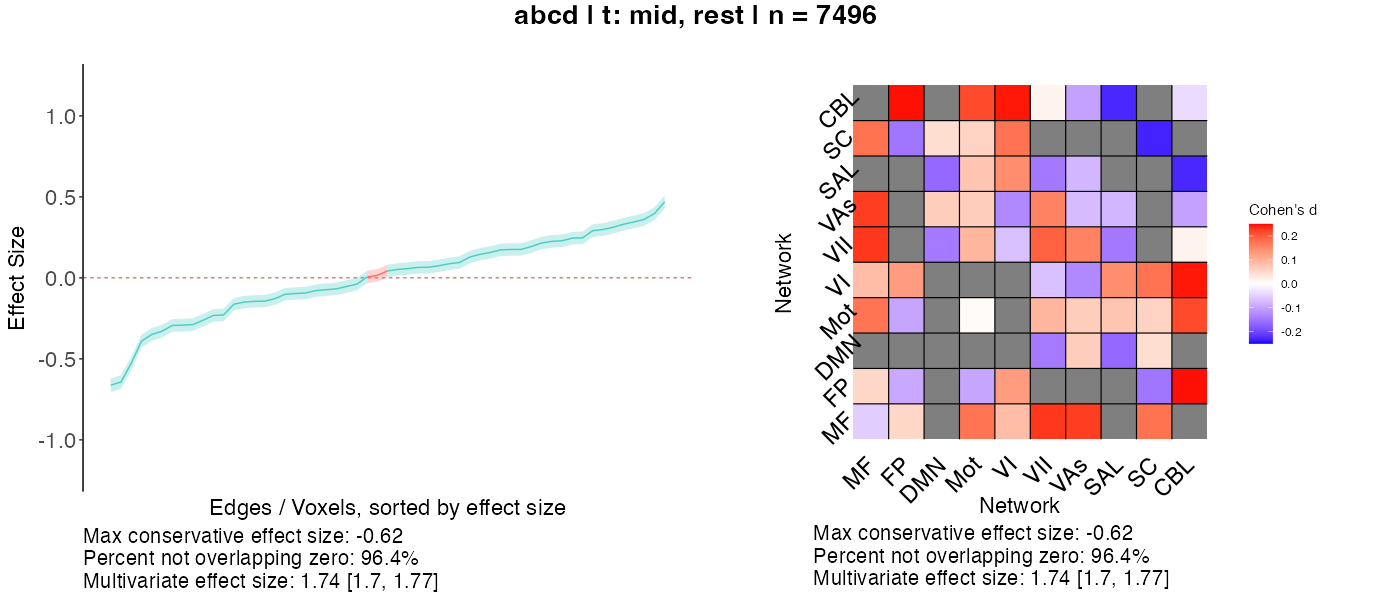 abcd | t: mid, rest | n = 7496
Effect Size
1.0
0.5
0.0
-0.5
-1.0
Edges / Voxels, sorted by effect size
Max conservative effect size: -0.62
Percent not overlapping zero: 96.4%
Multivariate effect size: 1.74 [1.7, 1.77]
Network
CBL
SC
SAL
VAs
VII
VI
Mot
DMN
FP
MF
MF
FP
DMN
Mot
VI
VII
VAs
SAL
SC
CBL
Network
Cohen's d
0.2
0.1
0.0
-0.1
-0.2
Max conservative effect size: -0.62
Percent not overlapping zero: 96.4%
Multivariate effect size: 1.74 [1.7, 1.77]